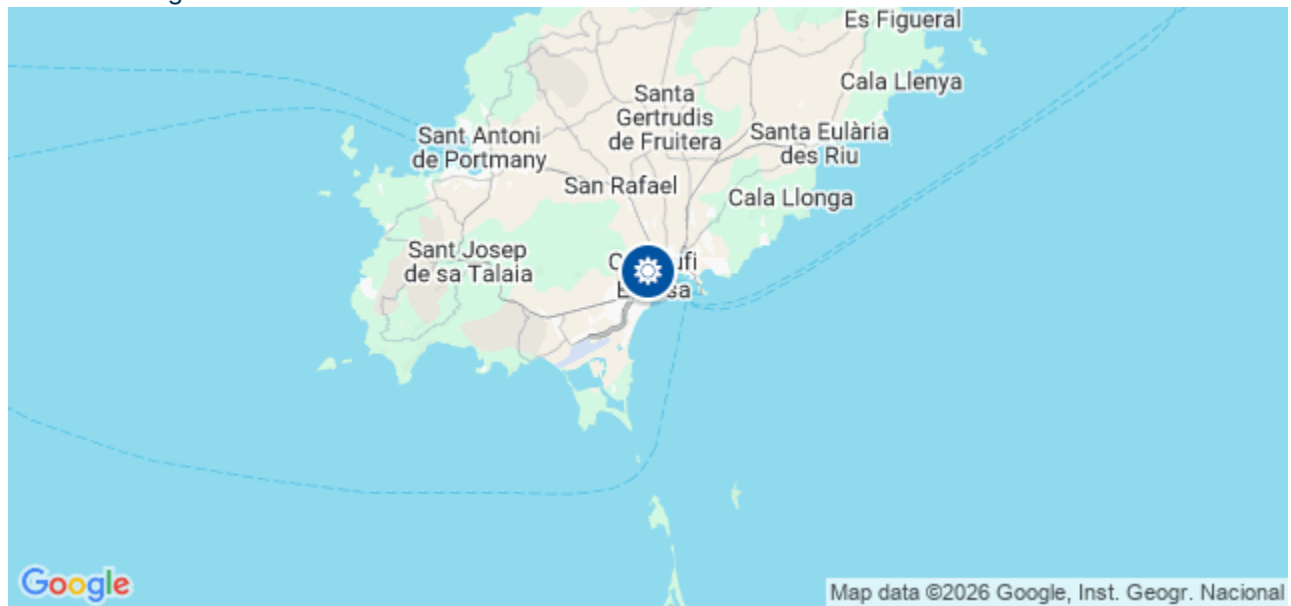 Es Figueral
Cala Llenya
Santa
Gertrudis
de Fruitera
Sant Antoni
de Portmany
Santa Eulària
des Riu
San Rafael
Cala Llonga
Sant Josep
de sa Talaia
Google
Map data ©2026 Google, Inst. Geogr. Nacional